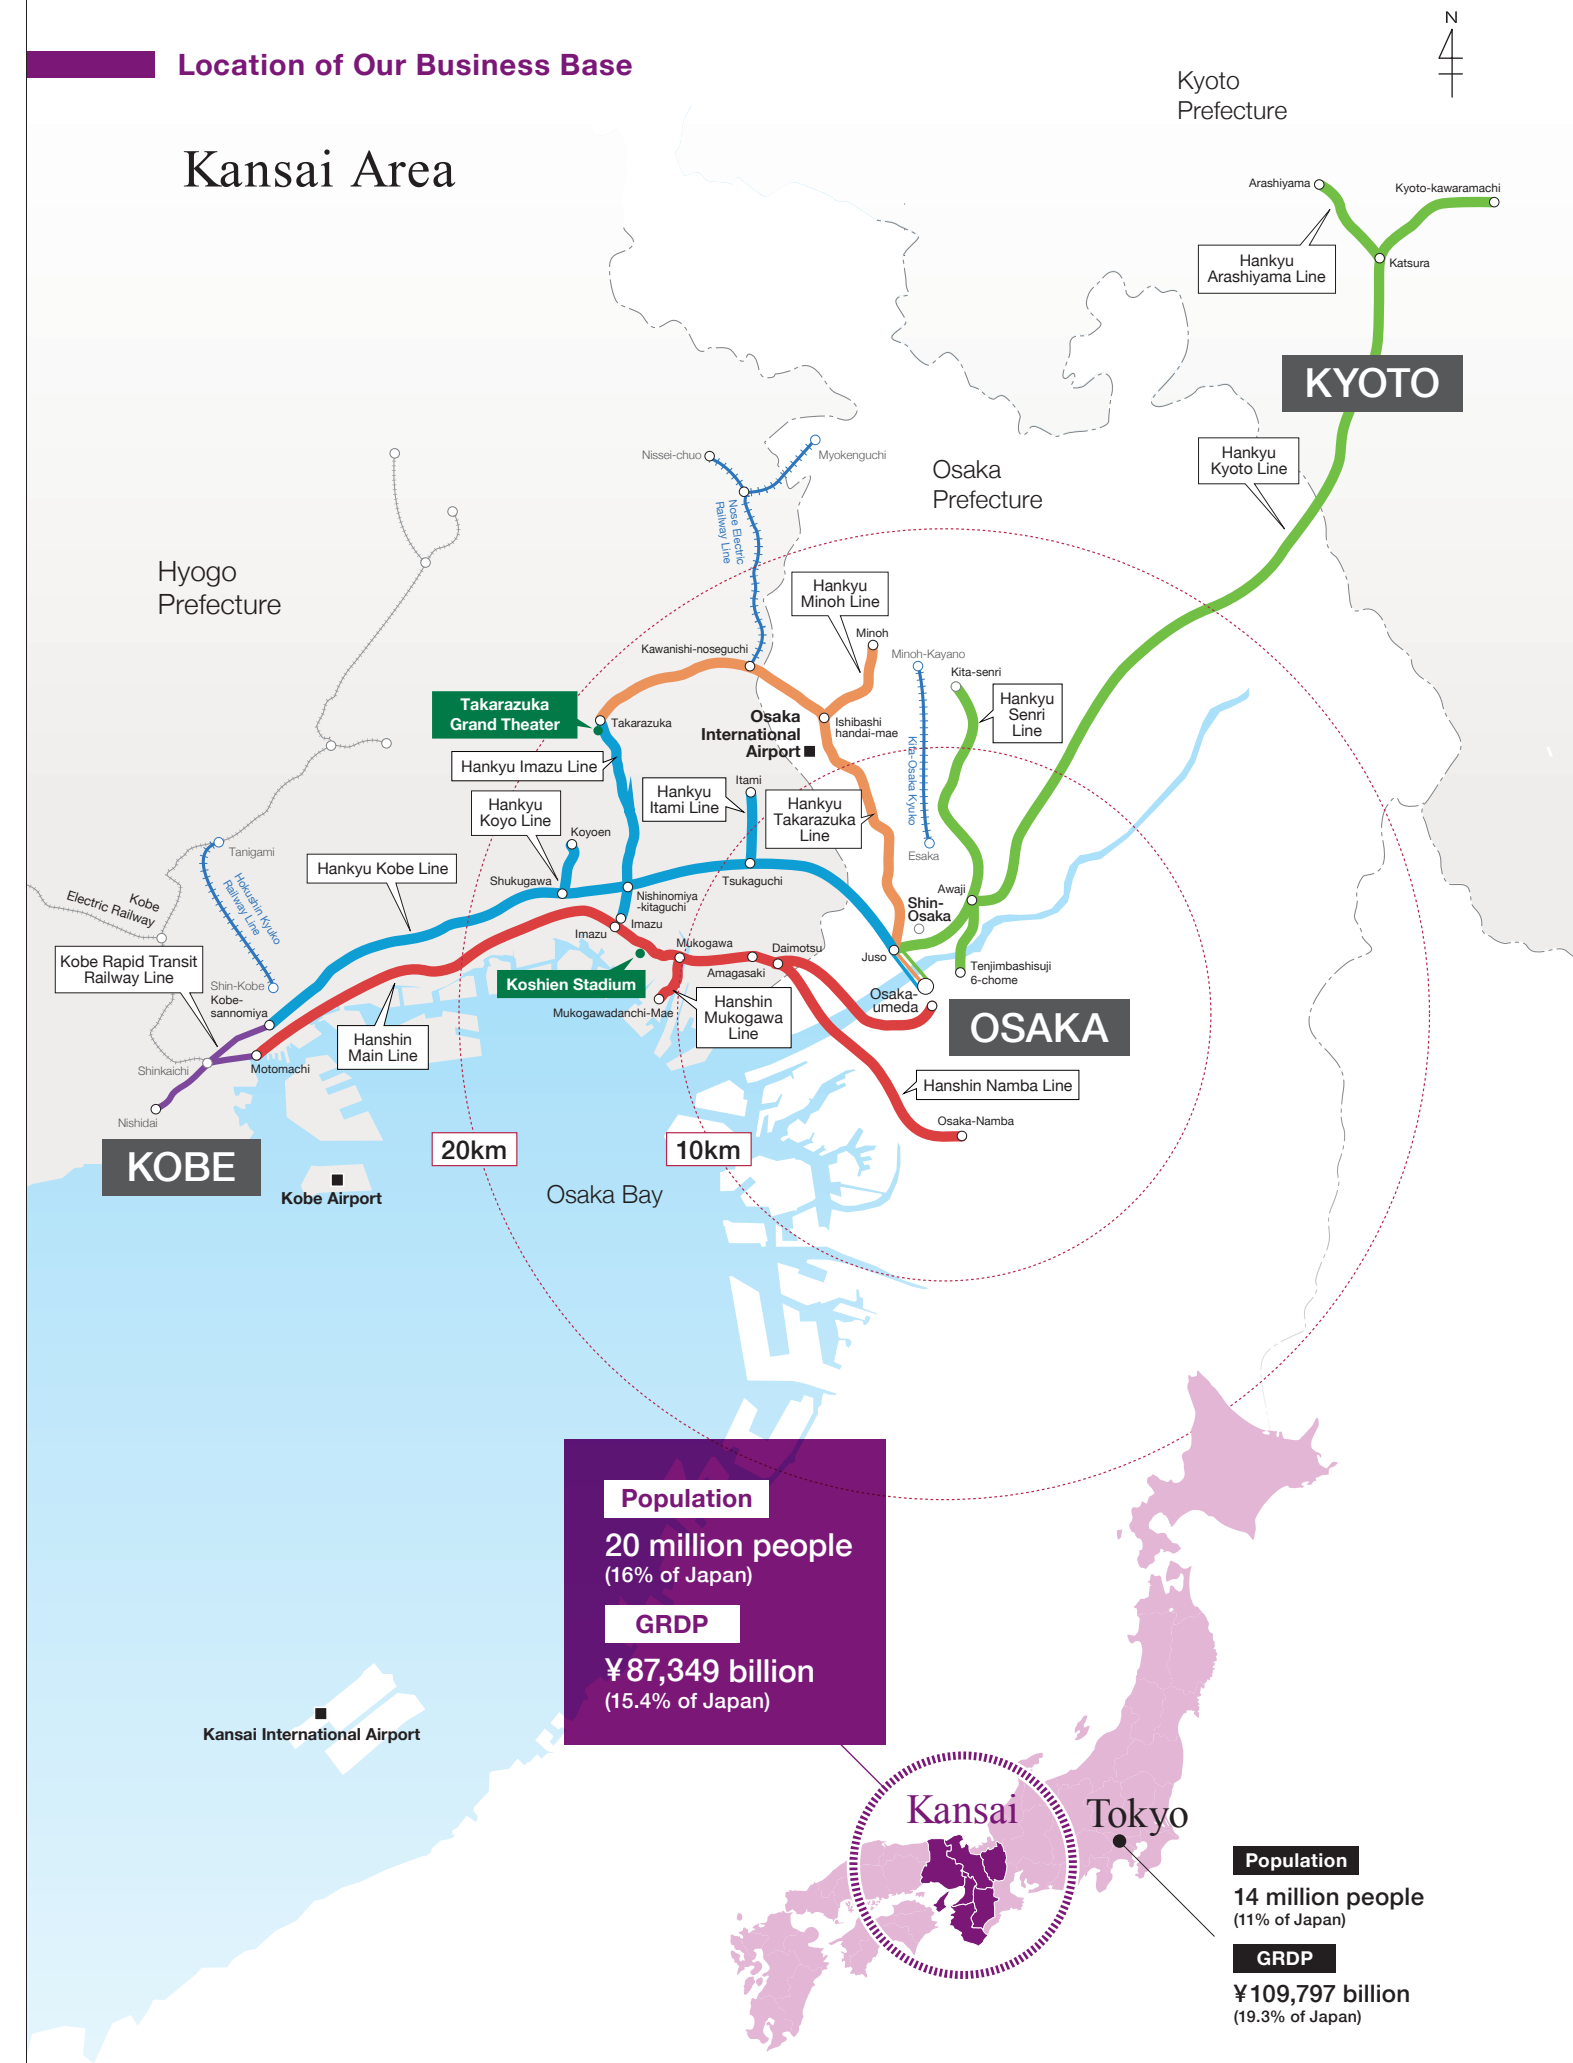 Location of Our Business Base
N
Kyoto
Prefecture
Kansai Area
Arashiyama
Kyoto-kawaramachi
Hankyu
Arashiyama Line
Katsura
KYOTO
Hankyu
Kyoto Line
Nissei-chuo
Myokenguchi
Osaka
Prefecture
Nose Electric
Railway Line
Hyogo
Prefecture
Hankyu
Minoh Line
Minoh
Kawanishi-noseguchi
Minoh-Kayano
Kita-senri
Takarazuka
Grand Theater
Takarazuka
Osaka
International
Airport
Ishibashi
handai-mae
Hankyu
Senri
Line
Kita-Osaka Kyuko
Hankyu Imazu Line
Itami
Hankyu
Itami Line
Hankyu
Koyo Line
Hankyu
Takarazuka
Line
Koyoen
Tanigami
Esaka
Hankyu Kobe Line
Shukugawa
Tsukaguchi
Hokushin Kyuko
Railway Line
Kobe
Electric Railway
Nishinomiya
-kitaguchi
Awaji
Shin-
Osaka
Imazu
Imazu
Mukogawa
Daimotsu
Juso
Kobe Rapid Transit
Railway Line
Amagasaki
Tenjimbashisuji
6-chome
Koshien Stadium
Shin-Kobe
Kobe-
sannomiya
Osaka-
umeda
Mukogawadanchi-Mae
Hanshin
Mukogawa
Line
OSAKA
Hanshin
Main Line
Shinkaichi
Motomachi
Hanshin Namba Line
Nishidai
Osaka-Namba
20km
10km
KOBE
Kobe Airport
Osaka Bay
Population
20 million people
(16% of Japan)
GRDP
¥87,349 billion
(15.4% of Japan)
Kansai International Airport
Kansai
Tokyo
Population
14 million people
(11% of Japan)
GRDP
¥109,797 billion
(19.3% of Japan)